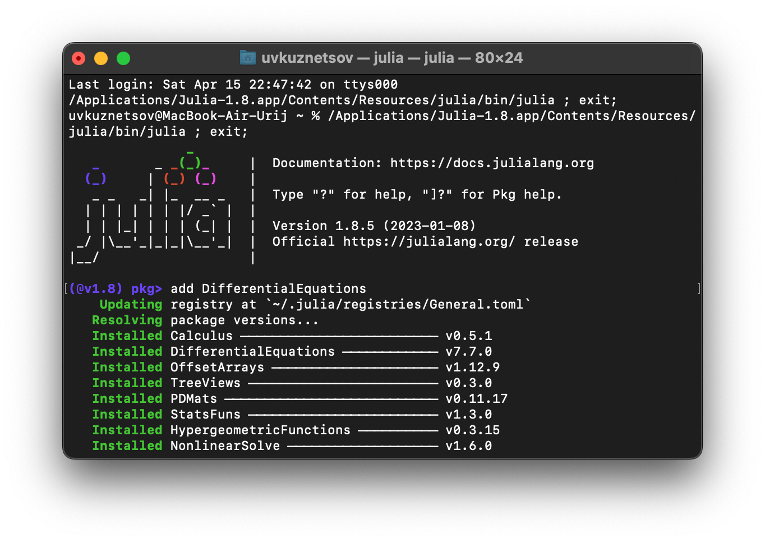 uvkuznetsov — julia — julia — 80×24
Last login: Sat Apr 15 22:47:42 on ttys000
/Applications/Julia-1.8.app/Contents/Resources/julia/bin/julia ; exit;
uvkuznetsov@MacBook-Air-Urij ~ % /Applications/Julia-1.8.app/Contents/Resources/
julia/bin/julia ; exit;
               _
   _       _ _(_)_     |  Documentation: https://docs.julialang.org
  (_)     | (_) (_)    |
   _ _   _| |_  __ _   |  Type "?" for help, "]?" for Pkg help.
  | | | | | | |/ _` |  |
  | | |_| | | | (_| |  |  Version 1.8.5 (2023-01-08)
 _/ |\__'_|_|_|\__'_|  |  Official https://julialang.org/ release
|__/                   |
(@v1.8) pkg> add DifferentialEquations
    Updating registry at `~/.julia/registries/General.toml`
   Resolving package versions...
   Installed Calculus ───────────────────────── v0.5.1
   Installed DifferentialEquations ──────────── v7.7.0
   Installed OffsetArrays ───────────────────── v1.12.9
   Installed TreeViews ──────────────────────── v0.3.0
   Installed PDMats ─────────────────────────── v0.11.17
   Installed StatsFuns ──────────────────────── v1.3.0
   Installed HypergeometricFunctions ────────── v0.3.15
   Installed NonlinearSolve ─────────────────── v1.6.0